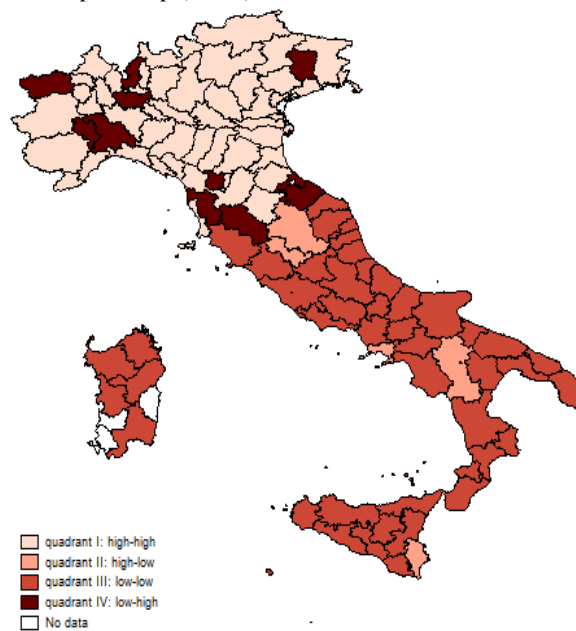 quadrant I: high-high
quadrant II: high-low
quadrant III: low-low
quadrant IV: low-high
No data